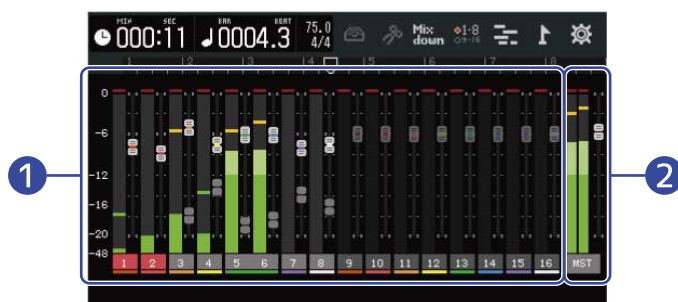 MIN SEC BAR BEAT
000:11 0004.3 75.0 4/4 Mix down 1-8 09-16
1 2 3 4 5 6 7 8
0
-6
-12
-16
-20
-48
1 2 3 4 5 6 7 8 9 10 11 12 13 14 15 16 MST
1
2